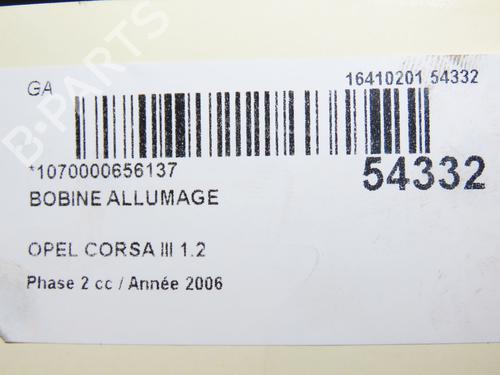 GA
16410201 54332
*1070000656137
54332
BOBINE ALLUMAGE
OPEL CORSA III 1.2
Phase 2 cc / Année 2006
B-PARTS